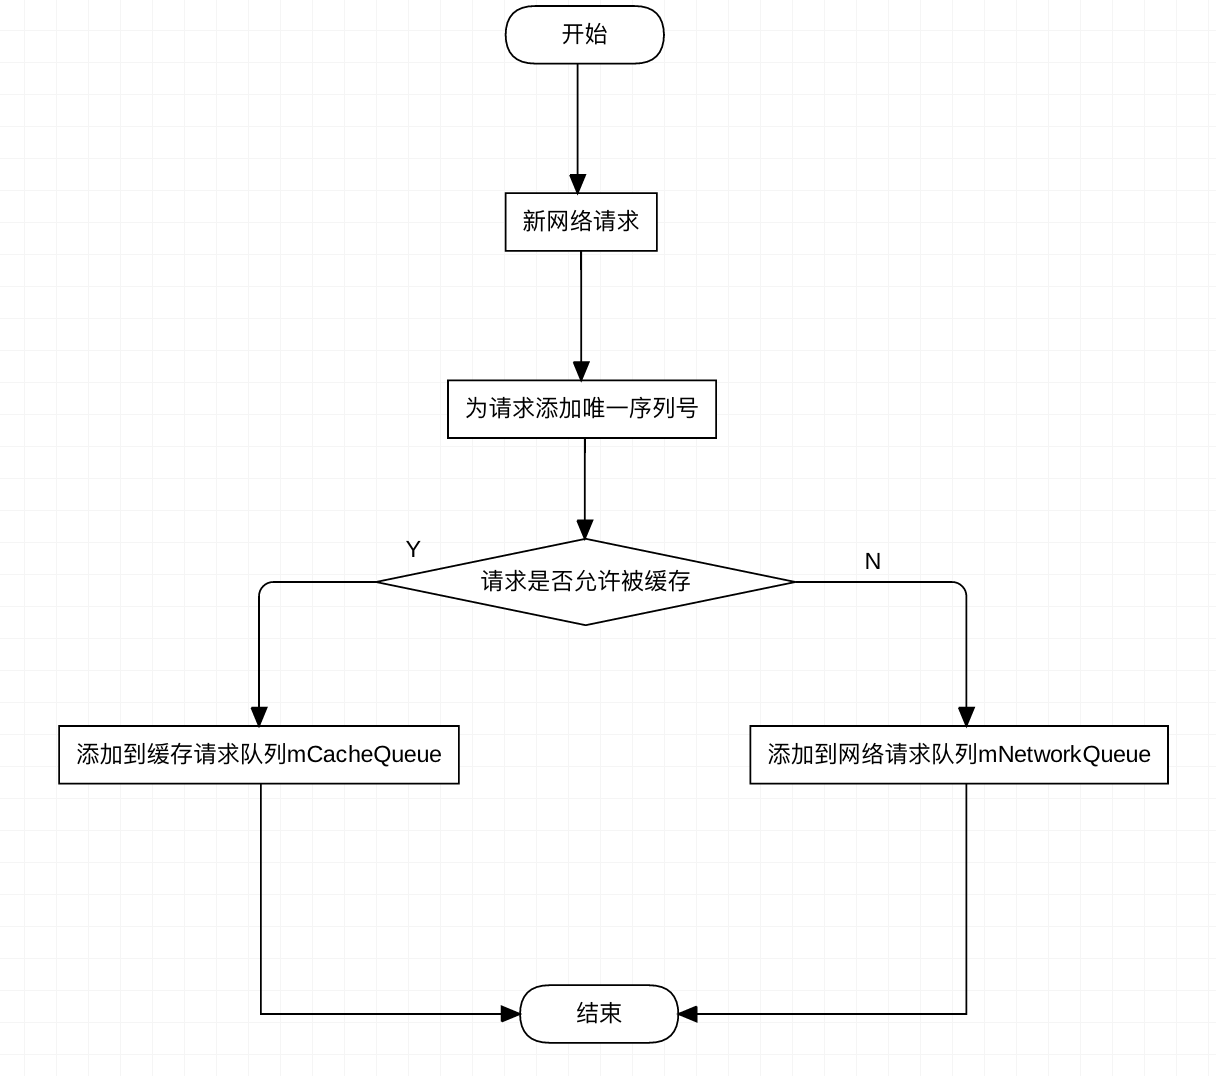 开始
新网络请求
为请求添加唯一序列号
Y
N
请求是否允许被缓存
添加到缓存请求队列mCacheQueue
添加到网络请求队列mNetworkQueue
结束